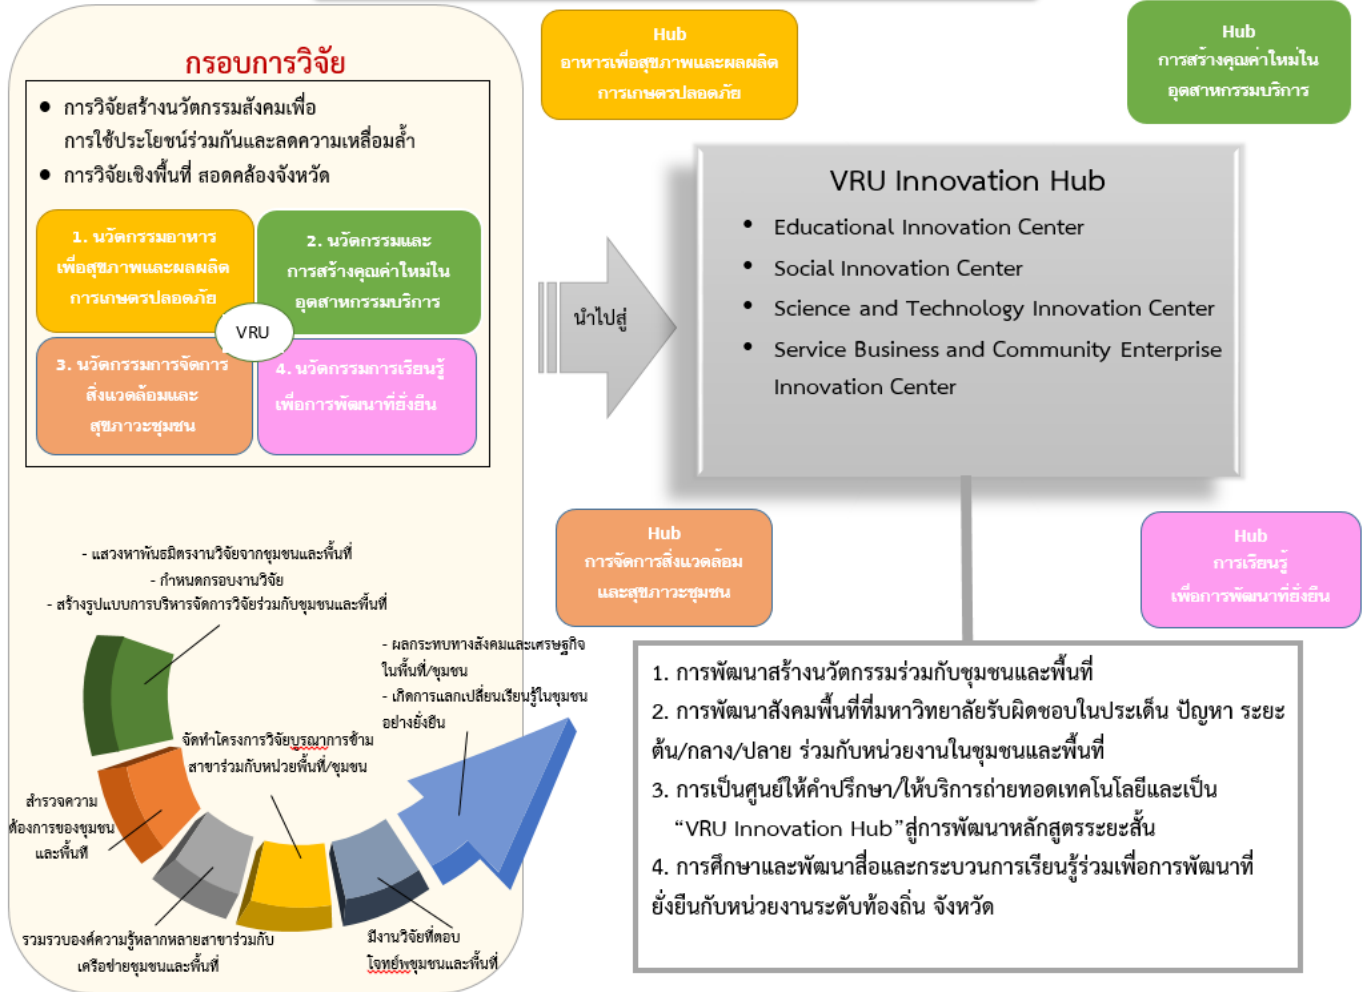 กรอบการวิจัย
● การวิจัยสร้างนวัตกรรมสังคมเพื่อ
การใช้ประโยชน์ร่วมกันและลดความเหลื่อมล้ำ
● การวิจัยเชิงพื้นที่ สอดคล้องจังหวัด
1. นวัตกรรมอาหาร
เพื่อสุขภาพและผลผลิต
การเกษตรปลอดภัย
2. นวัตกรรมและ
การสร้างคุณค่าใหม่ใน
อุตสาหกรรมบริการ
VRU
3. นวัตกรรมการจัดการ
สิ่งแวดล้อมและ
สุขภาวะชุมชน
4. นวัตกรรมการเรียนรู้
เพื่อการพัฒนาที่ยั่งยืน
- แสวงหาพันธมิตรงานวิจัยจากชุมชนและพื้นที่
- กำหนดกรอบงานวิจัย
- สร้างรูปแบบการบริหารจัดการวิจัยร่วมกับชุมชนและพื้นที่
- ผลกระทบทางสังคมและเศรษฐกิจ
ในพื้นที่/ชุมชน
- เกิดการแลกเปลี่ยนเรียนรู้ในชุมชน
อย่างยั่งยืน
จัดทำโครงการวิจัยบูรณาการข้าม
สาขาร่วมกับหน่วยพื้นที่/ชุมชน
สำรวจความ
ต้องการของชุมชน
และพื้นที่
รวมรวบองค์ความรู้หลากหลายสาขาร่วมกับ
เครือข่ายชุมชนและพื้นที่
มีงานวิจัยที่ตอบ
โจทย์พชุมชนและพื้นที่
นำไปสู่
Hub
อาหารเพื่อสุขภาพและผลผลิต
การเกษตรปลอดภัย
Hub
การสร้างคุณค่าใหม่ใน
อุตสาหกรรมบริการ
VRU Innovation Hub
• Educational Innovation Center
• Social Innovation Center
• Science and Technology Innovation Center
• Service Business and Community Enterprise
Innovation Center
Hub
การจัดการสิ่งแวดล้อม
และสุขภาวะชุมชน
Hub
การเรียนรู้
เพื่อการพัฒนาที่ยั่งยืน
1. การพัฒนาสร้างนวัตกรรมร่วมกับชุมชนและพื้นที่
2. การพัฒนาสังคมพื้นที่ที่มหาวิทยาลัยรับผิดชอบในประเด็น ปัญหา ระยะ
ต้น/กลาง/ปลาย ร่วมกับหน่วยงานในชุมชนและพื้นที่
3. การเป็นศูนย์ให้คำปรึกษา/ให้บริการถ่ายทอดเทคโนโลยีและเป็น
“VRU Innovation Hub”สู่การพัฒนาหลักสูตรระยะสั้น
4. การศึกษาและพัฒนาสื่อและกระบวนการเรียนรู้ร่วมเพื่อการพัฒนาที่
ยั่งยืนกับหน่วยงานระดับท้องถิ่น จังหวัด